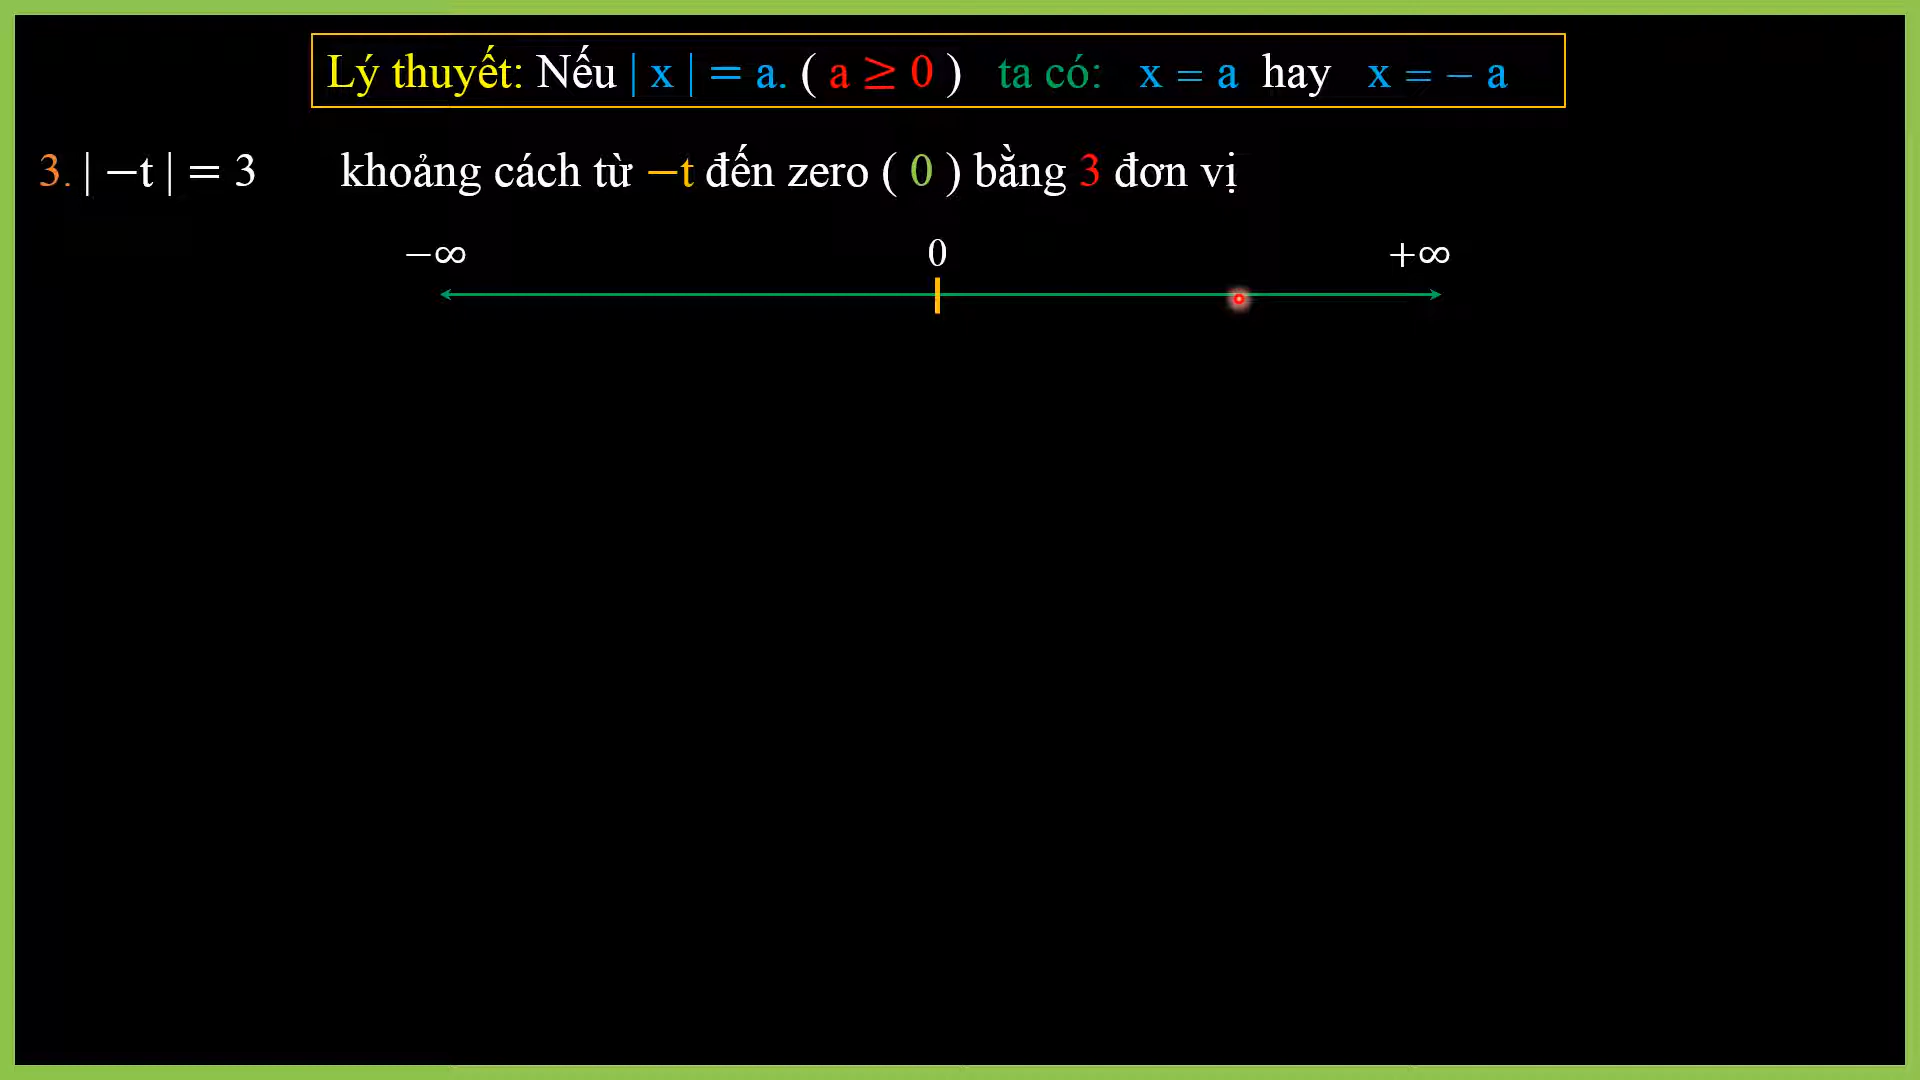 Lý thuyết: Nếu | x | = a. ( a ≥ 0 ) ta có: x = a hay x = − a
3. | −t | = 3 khoảng cách từ −t đến zero ( 0 ) bằng 3 đơn vị
−∞ 0 +∞